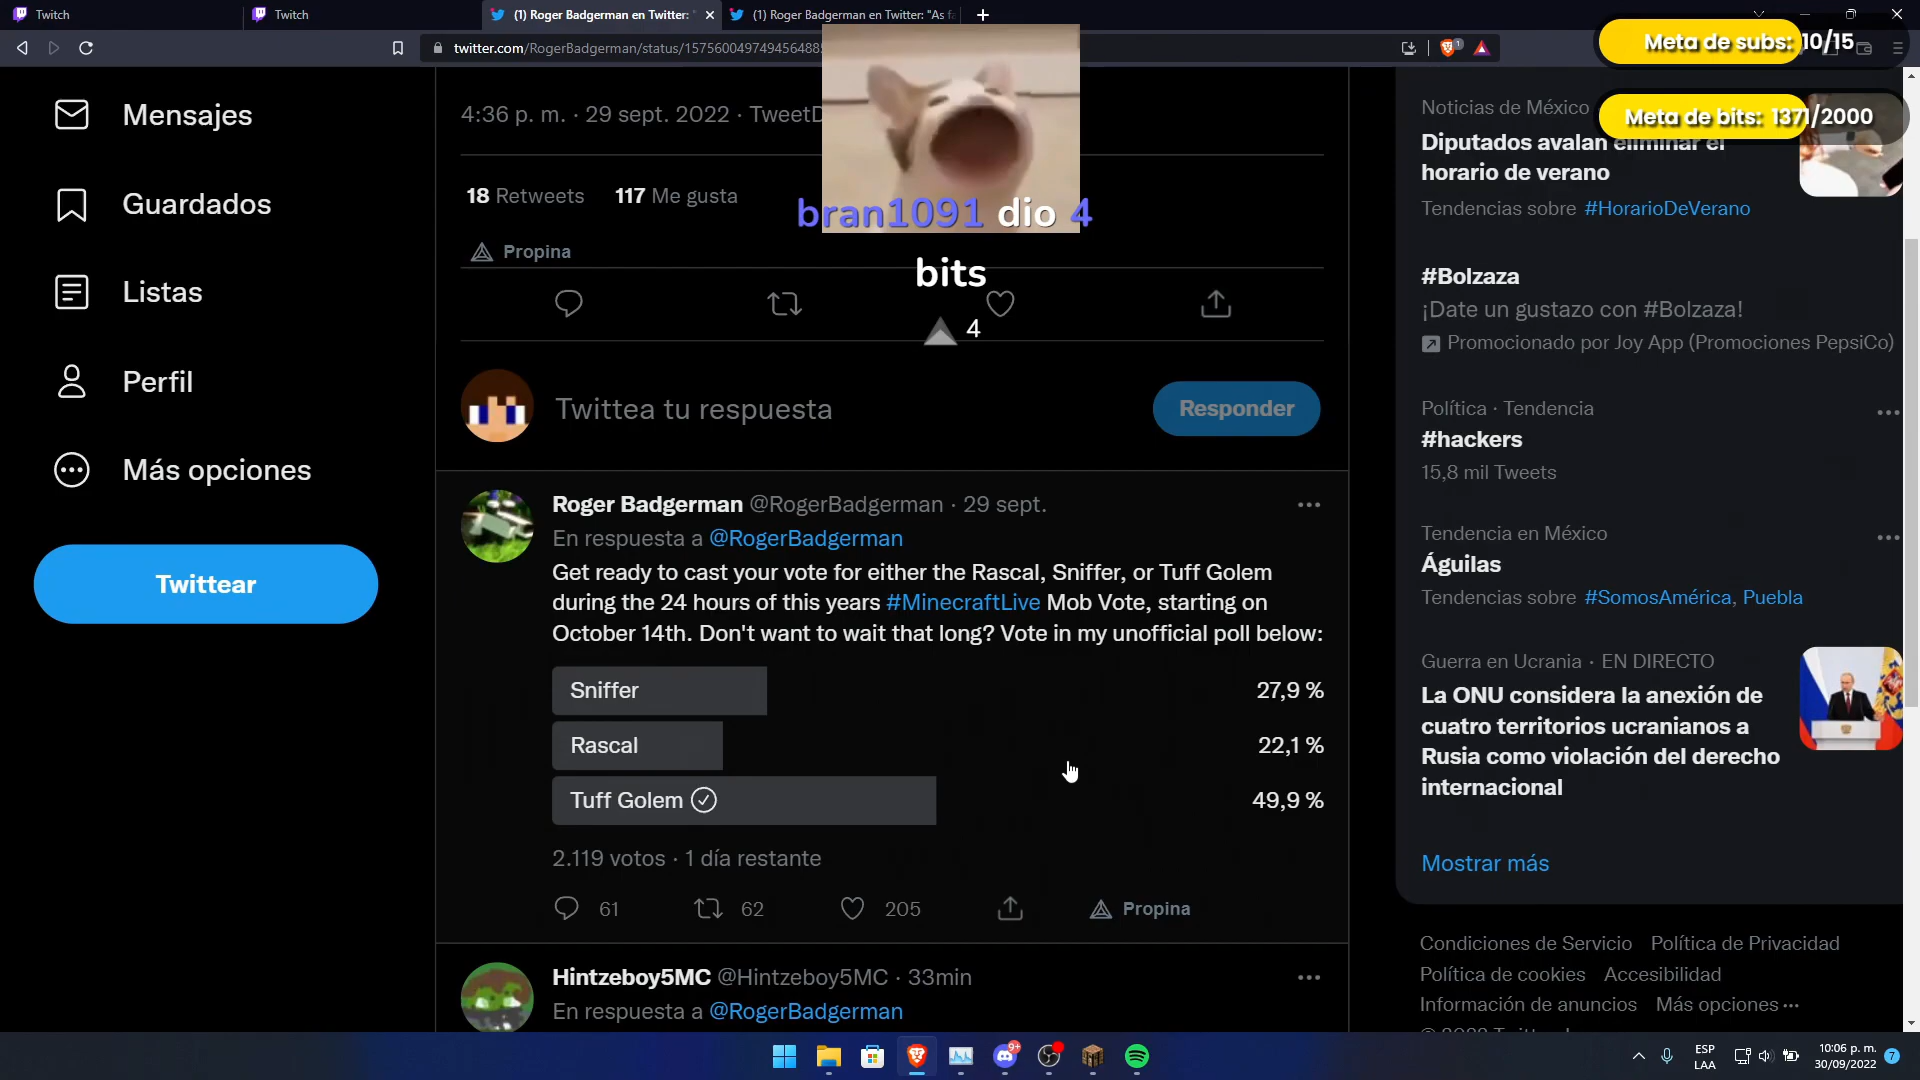 Twitch
Twitch
(1) Roger Badgerman en Twitter: "
(1) Roger Badgerman en Twitter: "As fa
twitter.com/RogerBadgerman/status/1575600497494564885
Meta de subs: 10/15
Meta de bits: 1371/2000
Mensajes
Guardados
Listas
Perfil
Más opciones
Twittear
4:36 p. m. · 29 sept. 2022 · TweetD
18 Retweets 117 Me gusta
Propina
bran1091 dio 4
bits
4
Twittea tu respuesta
Responder
Roger Badgerman @RogerBadgerman · 29 sept.
En respuesta a @RogerBadgerman
Get ready to cast your vote for either the Rascal, Sniffer, or Tuff Golem
during the 24 hours of this years #MinecraftLive Mob Vote, starting on
October 14th. Don't want to wait that long? Vote in my unofficial poll below:
Sniffer 27,9 %
Rascal 22,1 %
Tuff Golem 49,9 %
2.119 votos · 1 día restante
61 62 205 Propina
Hintzeboy5MC @Hintzeboy5MC · 33min
En respuesta a @RogerBadgerman
Noticias de México
Diputados avalan eliminar el
horario de verano
Tendencias sobre #HorarioDeVerano
#Bolzaza
¡Date un gustazo con #Bolzaza!
Promocionado por Joy App (Promociones PepsiCo)
Política · Tendencia
#hackers
15,8 mil Tweets
Tendencia en México
Águilas
Tendencias sobre #SomosAmérica, Puebla
Guerra en Ucrania · EN DIRECTO
La ONU considera la anexión de
cuatro territorios ucranianos a
Rusia como violación del derecho
internacional
Mostrar más
Condiciones de Servicio Política de Privacidad
Política de cookies Accesibilidad
Información de anuncios Más opciones ···
9+
ESP
LAA
10:06 p. m.
30/09/2022
7